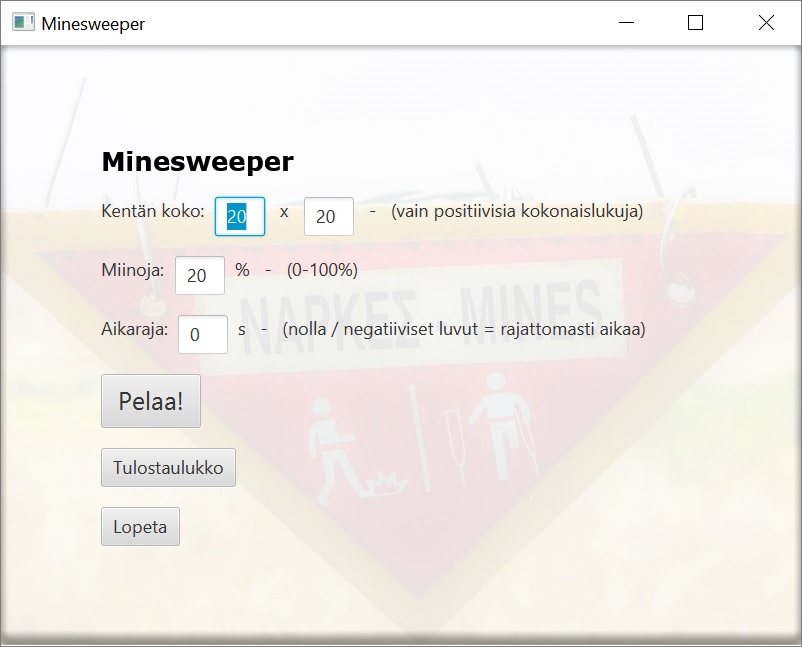 Minesweeper
Minesweeper
Kentän koko: 20 x 20 - (vain positiivisia kokonaislukuja)
Miinoja: 20 % - (0-100%)
ΝΑΡΚΕΣ MINES
Aikaraja: 0 s - (nolla / negatiiviset luvut = rajattomasti aikaa)
Pelaa!
Tulostaulukko
Lopeta